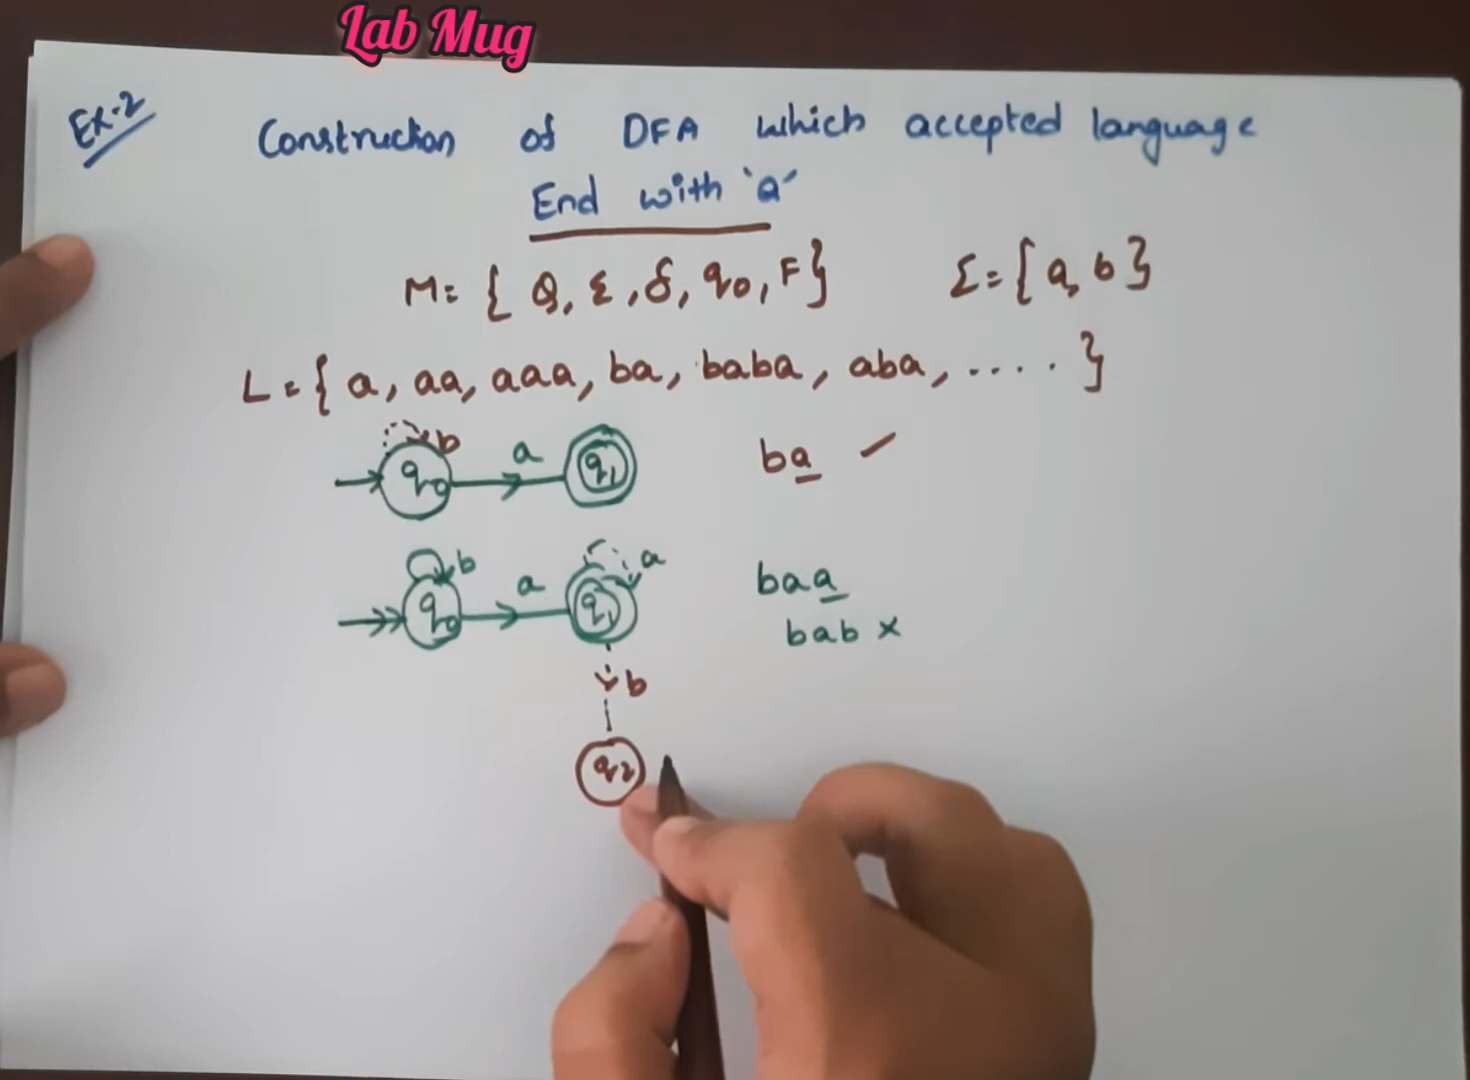 Lab Mug
Ex-2
Construction of DFA which accepted language
End with 'a'
M= { Q, Σ, δ, q0, F} Σ= { a, b }
L = { a, aa, aaa, ba, baba, aba, .... }
b
q0 a q1 ba ✓
b a
q0 a q1 baa
bab ×
b
q2